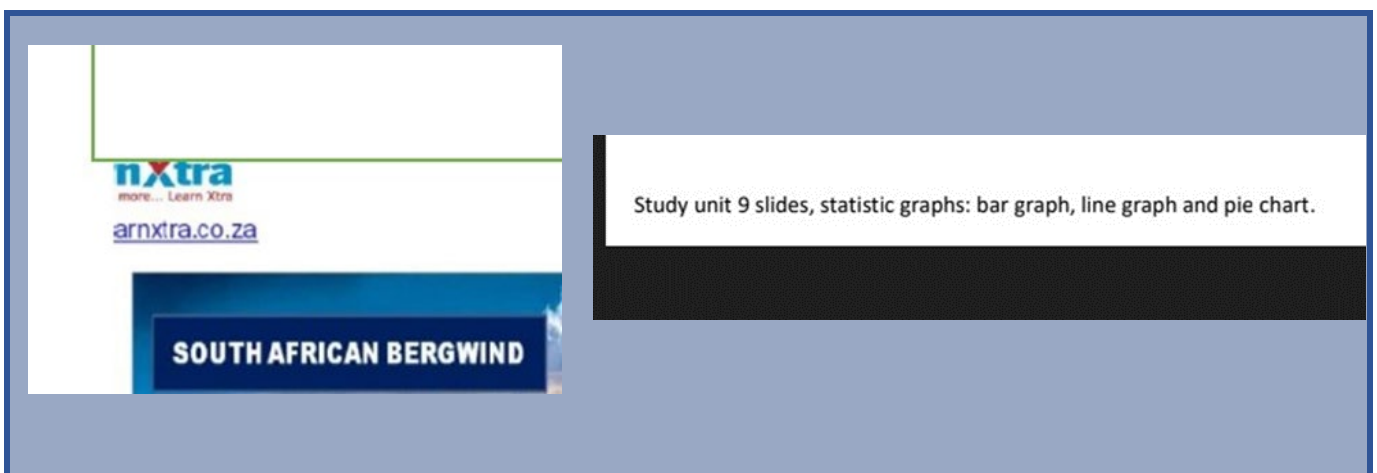 nXtra
more... Learn Xtra
arnxtra.co.za
SOUTH AFRICAN BERGWIND
Study unit 9 slides, statistic graphs: bar graph, line graph and pie chart.